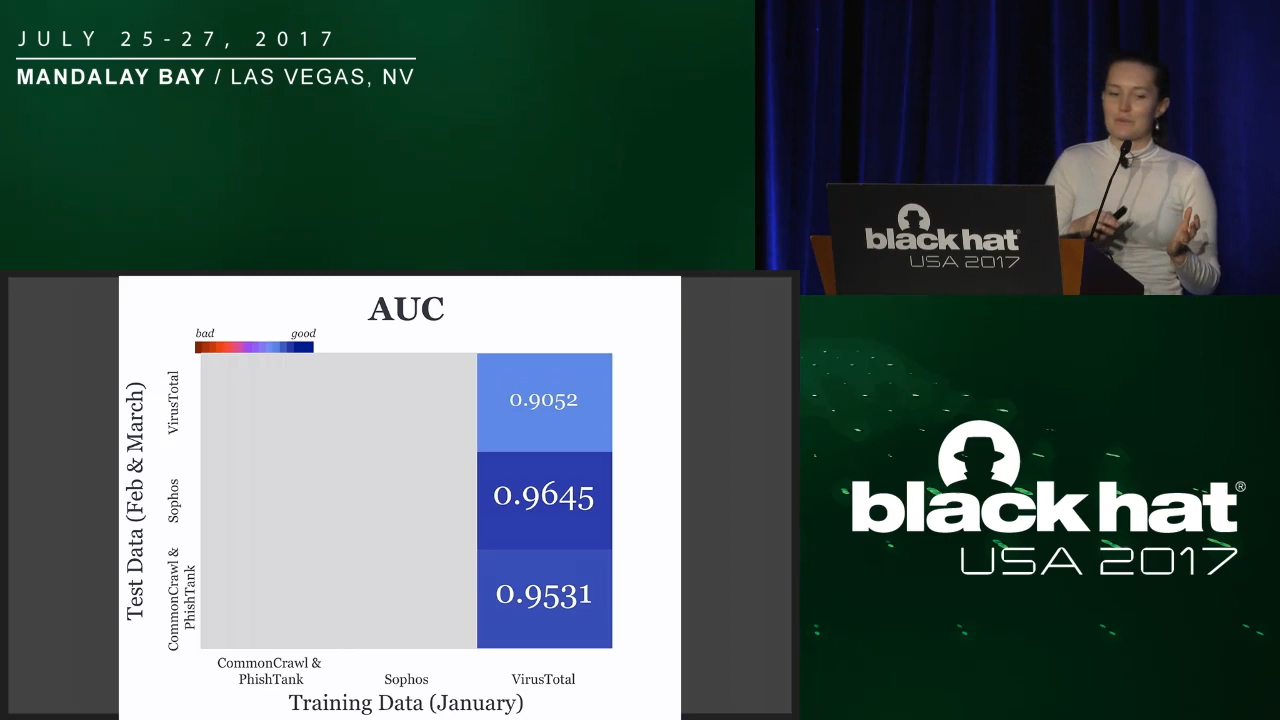 JULY 25-27, 2017
MANDALAY BAY / LAS VEGAS, NV
black hat®
USA 2017
AUC
bad good
Test Data (Feb & March)
VirusTotal
0.9052
Sophos
0.9645
CommonCrawl &
PhishTank
0.9531
CommonCrawl &
PhishTank
Sophos
VirusTotal
Training Data (January)
black hat®
USA 2017